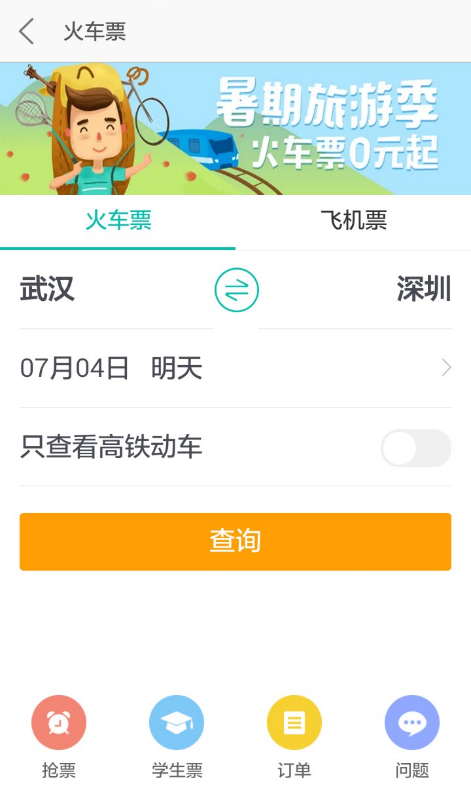 火车票
暑期旅游季
火车票0元起
火车票 飞机票
武汉 深圳
07月04日 明天
只查看高铁动车
查询
抢票 学生票 订单 问题